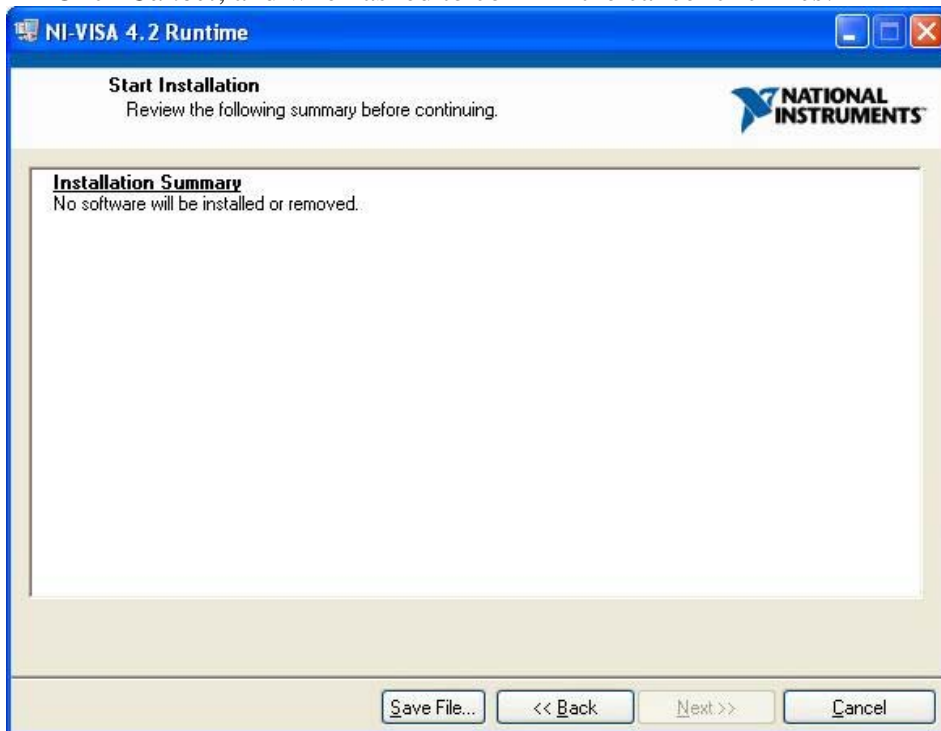 NI-VISA 4.2 Runtime
Start Installation
Review the following summary before continuing.
NATIONAL
INSTRUMENTS
Installation Summary
No software will be installed or removed.
Save File...
<< Back
Next >>
Cancel